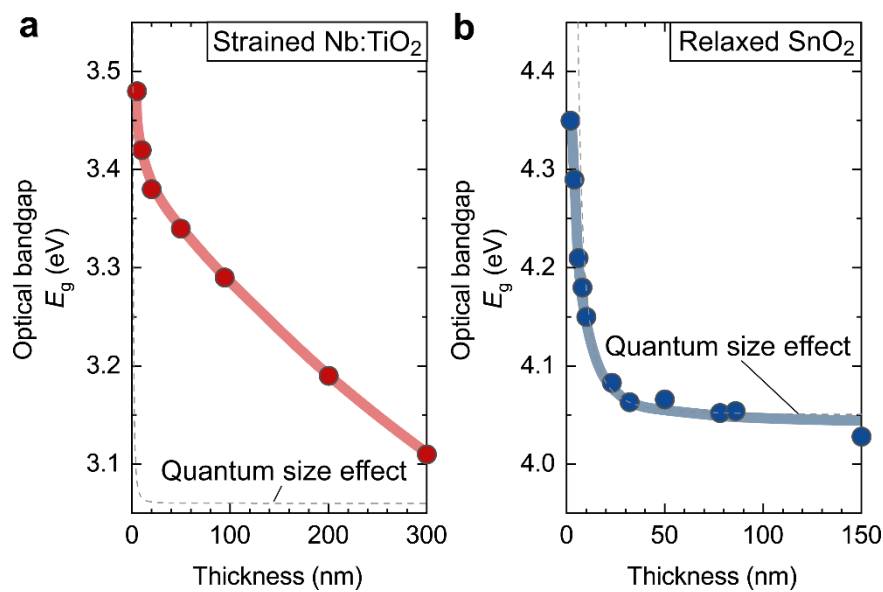 a
Strained Nb:TiO2
3.5
3.4
3.3
3.2
3.1
Optical bandgap
Eg (eV)
Quantum size effect
0
100
200
300
Thickness (nm)
b
Relaxed SnO2
4.4
4.3
4.2
4.1
4.0
Optical bandgap
Eg (eV)
Quantum size effect
0
50
100
150
Thickness (nm)